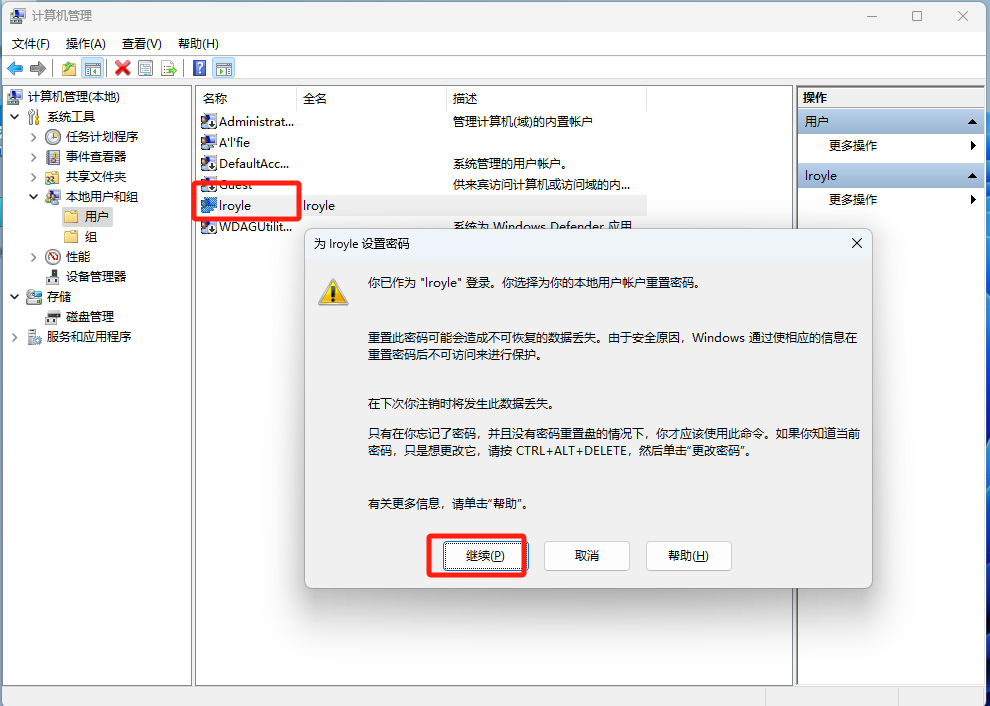 计算机管理
文件(F) 操作(A) 查看(V) 帮助(H)
计算机管理(本地)
系统工具
任务计划程序
事件查看器
共享文件夹
本地用户和组
用户
组
性能
设备管理器
存储
磁盘管理
服务和应用程序
名称 全名 描述
Administrat... 管理计算机(域)的内置帐户
A'l'fie
DefaultAcc... 系统管理的用户帐户。
Guest 供来宾访问计算机或访问域的内...
lroyle lroyle
WDAGUtilit... 系统为 Windows Defender 应用
操作
用户
更多操作
lroyle
更多操作
为 lroyle 设置密码
你已作为 "lroyle" 登录。你选择为你的本地用户帐户重置密码。
重置此密码可能会造成不可恢复的数据丢失。由于安全原因，Windows 通过使相应的信息在
重置密码后不可访问来进行保护。
在下次你注销时将发生此数据丢失。
只有在你忘记了密码，并且没有密码重置盘的情况下，你才应该使用此命令。如果你知道当前
密码，只是想更改它，请按 CTRL+ALT+DELETE，然后单击“更改密码”。
有关更多信息，请单击“帮助”。
继续(P) 取消 帮助(H)